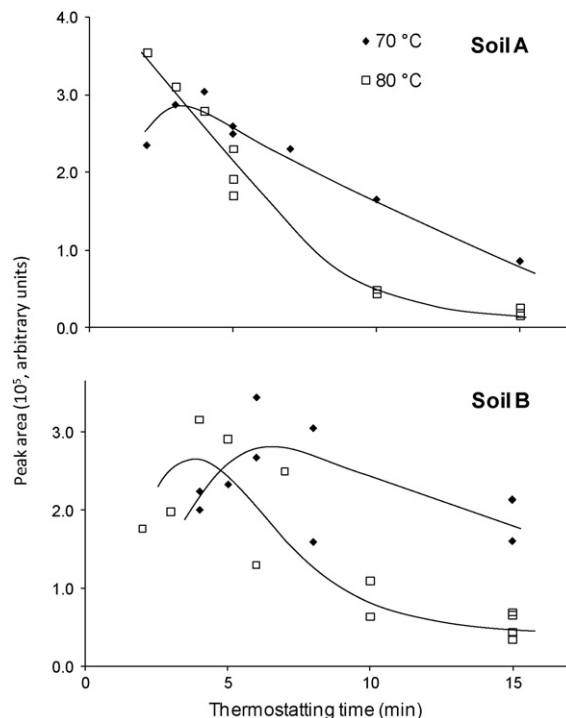 4.0
3.0
2.0
1.0
0.0
70 °C
80 °C
Soil A
Peak area (10⁵, arbitrary units)
3.0
2.0
1.0
0.0
Soil B
0
5
10
15
Thermostatting time (min)